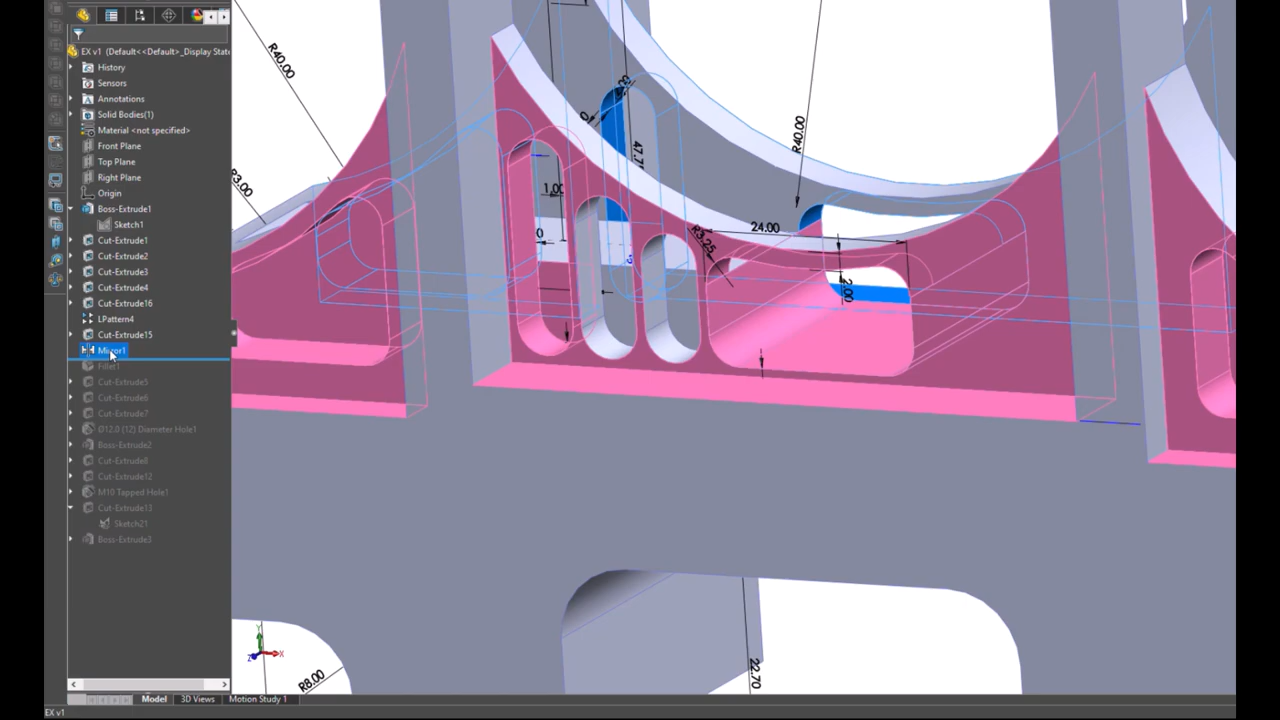 EX v1 (Default<<Default>_Display State
History
Sensors
Annotations
Solid Bodies(1)
Material <not specified>
Front Plane
Top Plane
Right Plane
Origin
Boss-Extrude1
Sketch1
Cut-Extrude1
Cut-Extrude2
Cut-Extrude3
Cut-Extrude4
Cut-Extrude16
LPattern4
Cut-Extrude15
Mirror1
Fillet1
Cut-Extrude5
Cut-Extrude6
Cut-Extrude7
Ø12.0 (12) Diameter Hole1
Boss-Extrude2
Cut-Extrude8
Cut-Extrude12
M10 Tapped Hole1
Cut-Extrude13
Sketch21
Boss-Extrude3
R40.00
R3.00
1.00
R3.25
24.00
R40.00
2.00
22.70
R8.00
Y
X
Z
Model
3D Views
Motion Study 1
EX v1